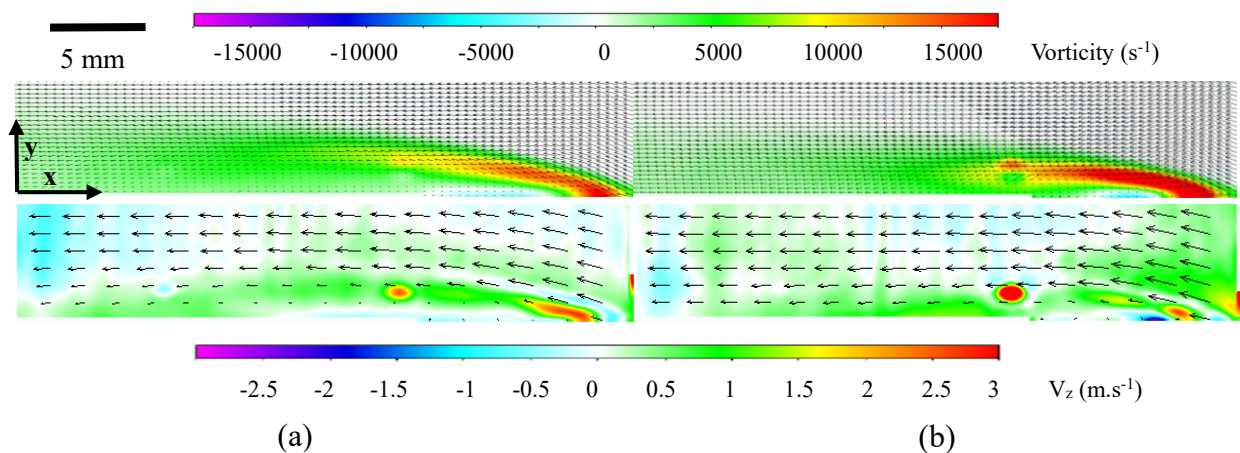 5 mm
-15000 -10000 -5000 0 5000 10000 15000 Vorticity (s-1)
y
x
-2.5 -2 -1.5 -1 -0.5 0 0.5 1 1.5 2 2.5 3 Vz (m.s-1)
(a) (b)